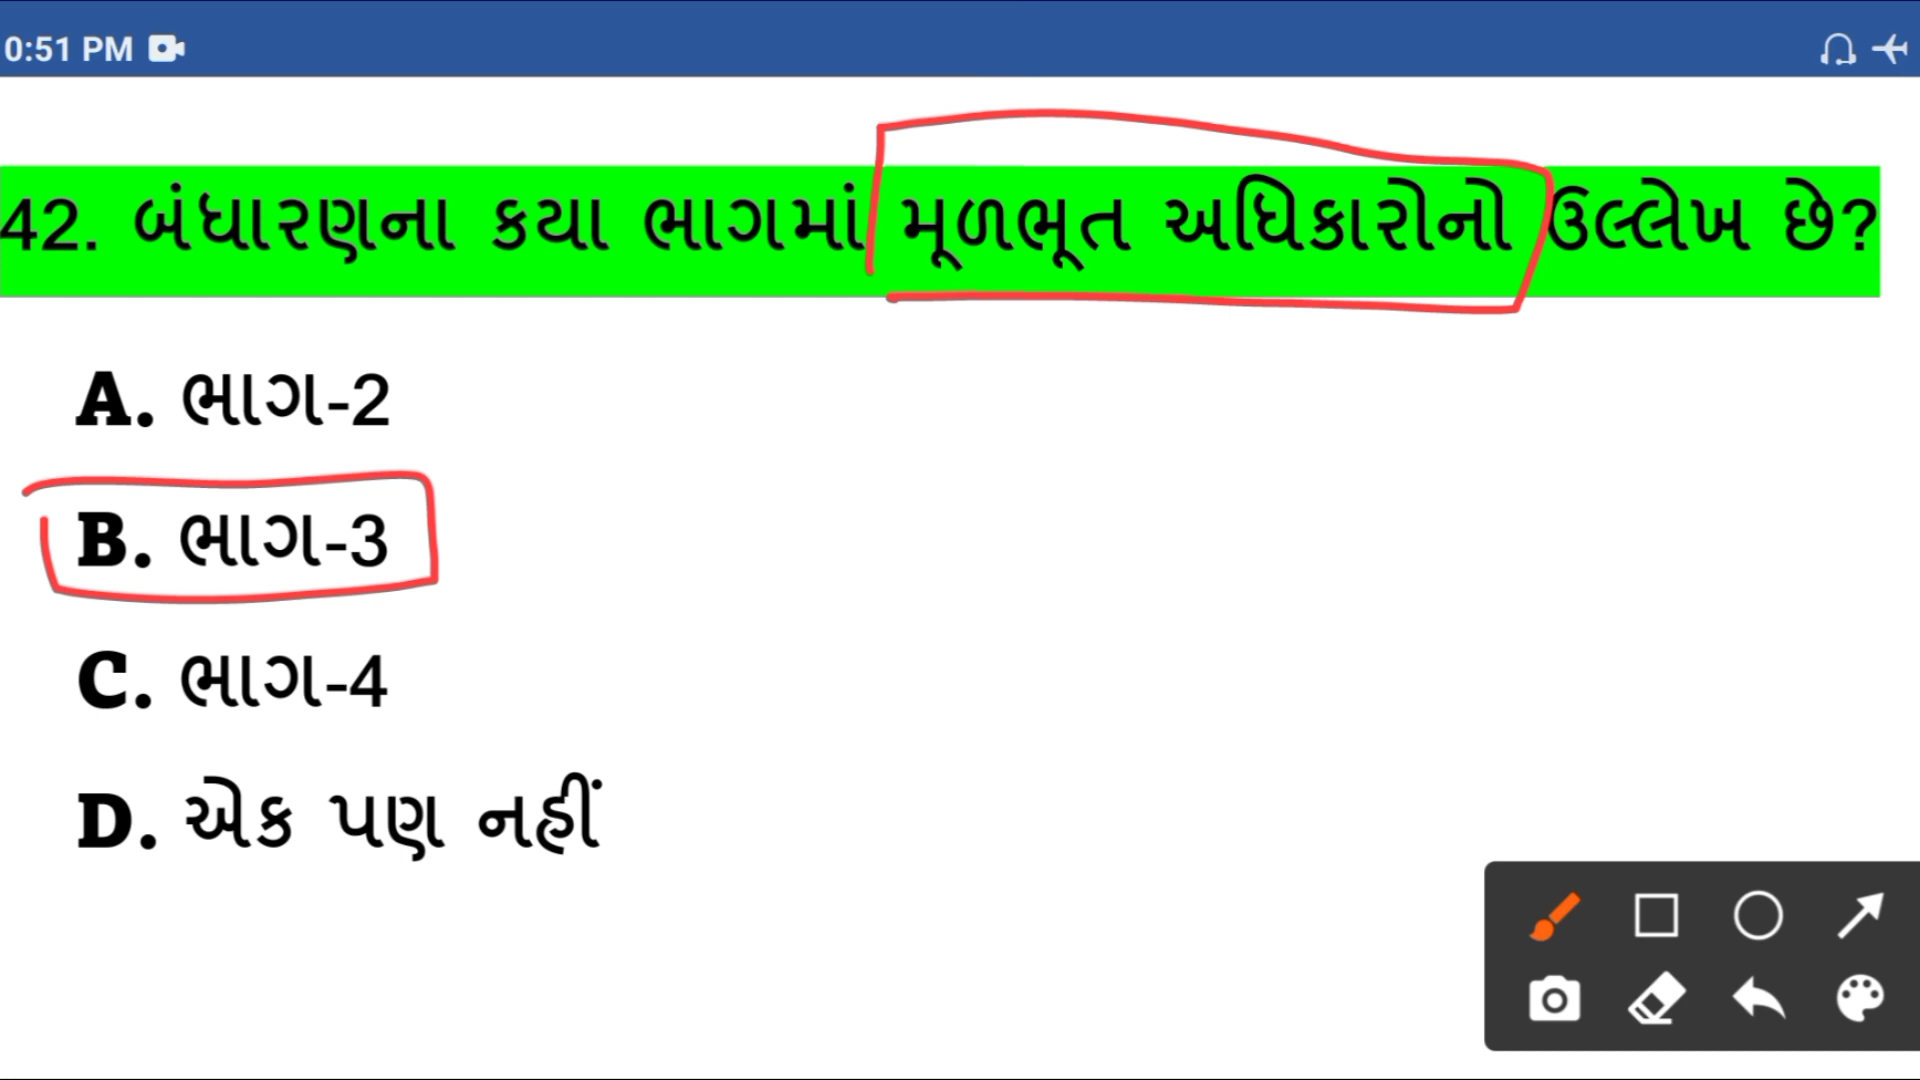 0:51 PM
42. બંધારણના કયા ભાગમાં મૂળભૂત અધિકારોનો ઉલ્લેખ છે?
A. ભાગ-2
B. ભાગ-3
C. ભાગ-4
D. એક પણ નહીં